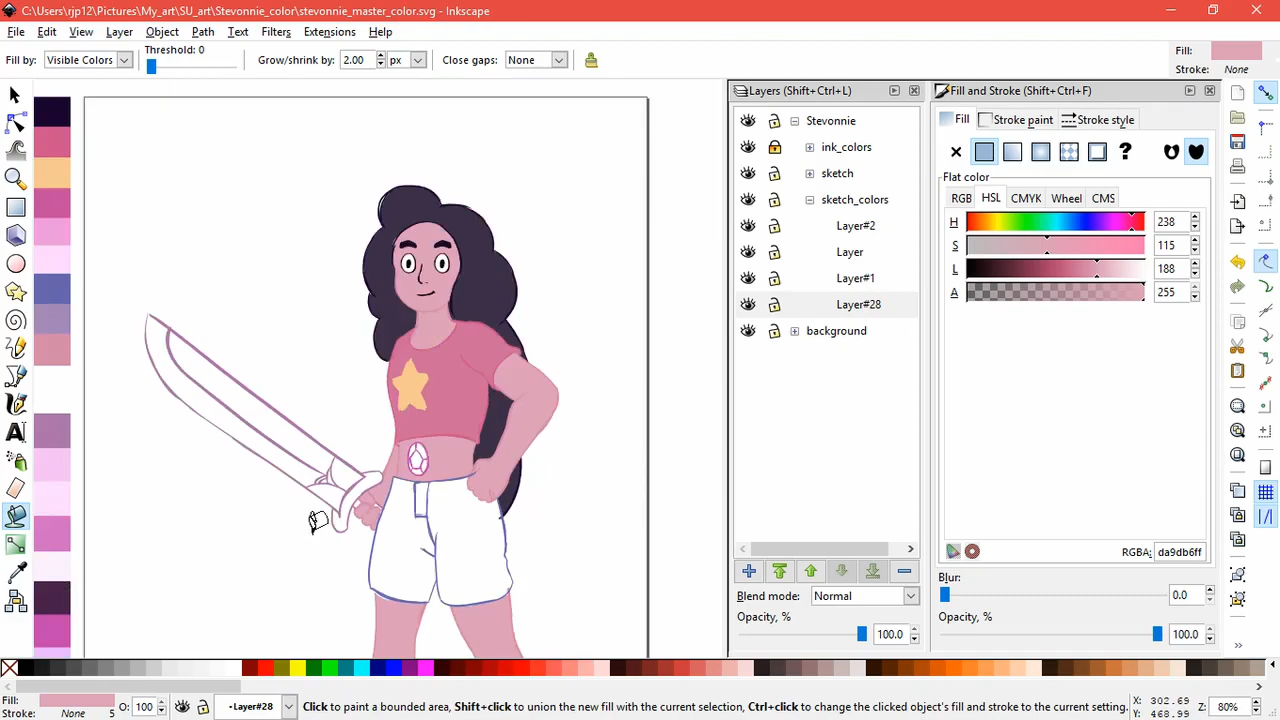 C:\Users\rjp12\Pictures\My_art\SU_art\Stevonnie_color\stevonnie_master_color.svg - Inkscape
File Edit View Layer Object Path Text Filters Extensions Help
Fill by: Visible Colors Threshold: 0 Grow/shrink by: 2.00 px Close gaps: None
Fill:
Stroke: None
Layers (Shift+Ctrl+L)
Stevonnie
ink_colors
sketch
sketch_colors
Layer#2
Layer
Layer#1
Layer#28
background
Blend mode: Normal
Opacity, %
100.0
Fill and Stroke (Shift+Ctrl+F)
Fill Stroke paint Stroke style
Flat color
RGB HSL CMYK Wheel CMS
H 238
S 115
L 188
A 255
RGBA: da9db6ff
Blur:
0.0
Opacity, %
100.0
Fill:
Stroke: None 5
O: 100
•Layer#28
Click to paint a bounded area, Shift+click to union the new fill with the current selection, Ctrl+click to change the clicked object's fill and stroke to the current setting.
X: 302.69
Y: 468.99
Z: 80%